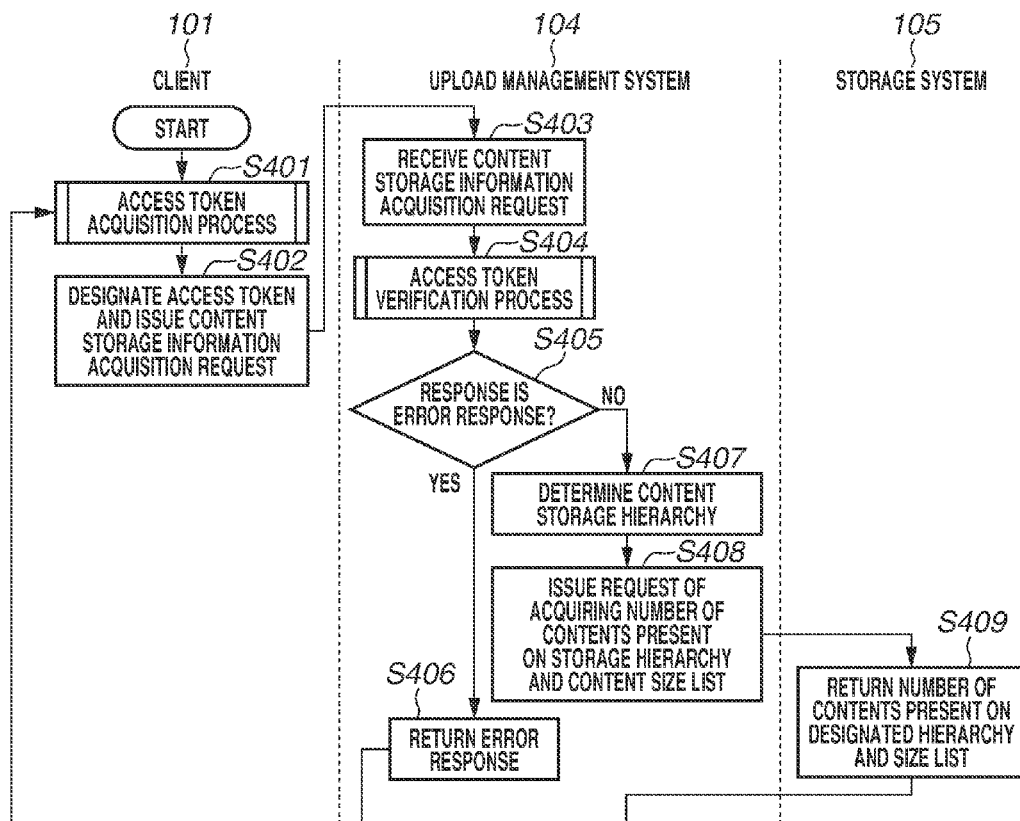 101
CLIENT
START
S401
ACCESS TOKEN
ACQUISITION PROCESS
S402
DESIGNATE ACCESS TOKEN
AND ISSUE CONTENT
STORAGE INFORMATION
ACQUISITION REQUEST
104
UPLOAD MANAGEMENT SYSTEM
S403
RECEIVE CONTENT
STORAGE INFORMATION
ACQUISITION REQUEST
S404
ACCESS TOKEN
VERIFICATION PROCESS
S405
RESPONSE IS
ERROR RESPONSE?
NO
YES
S407
DETERMINE CONTENT
STORAGE HIERARCHY
S408
ISSUE REQUEST OF
ACQUIRING NUMBER OF
CONTENTS PRESENT
ON STORAGE HIERARCHY
AND CONTENT SIZE LIST
S406
RETURN ERROR
RESPONSE
105
STORAGE SYSTEM
S409
RETURN NUMBER OF
CONTENTS PRESENT ON
DESIGNATED HIERARCHY
AND SIZE LIST